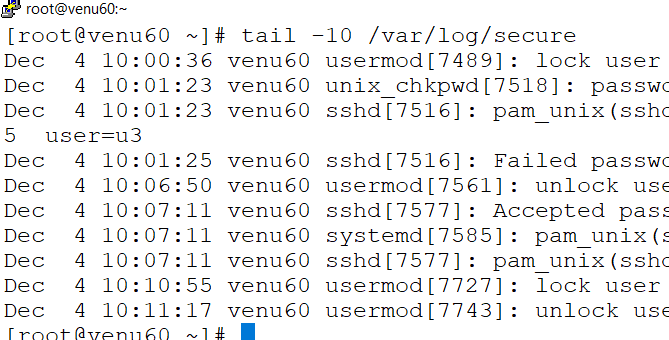 root@venu60:~
[root@venu60 ~]# tail -10 /var/log/secure
Dec  4 10:00:36 venu60 usermod[7489]: lock user
Dec  4 10:01:23 venu60 unix_chkpwd[7518]: passwo
Dec  4 10:01:23 venu60 sshd[7516]: pam_unix(sshd
5  user=u3
Dec  4 10:01:25 venu60 sshd[7516]: Failed passwo
Dec  4 10:06:50 venu60 usermod[7561]: unlock use
Dec  4 10:07:11 venu60 sshd[7577]: Accepted pass
Dec  4 10:07:11 venu60 systemd[7585]: pam_unix(s
Dec  4 10:07:11 venu60 sshd[7577]: pam_unix(sshd
Dec  4 10:10:55 venu60 usermod[7727]: lock user
Dec  4 10:11:17 venu60 usermod[7743]: unlock use
[root@venu60 ~]#